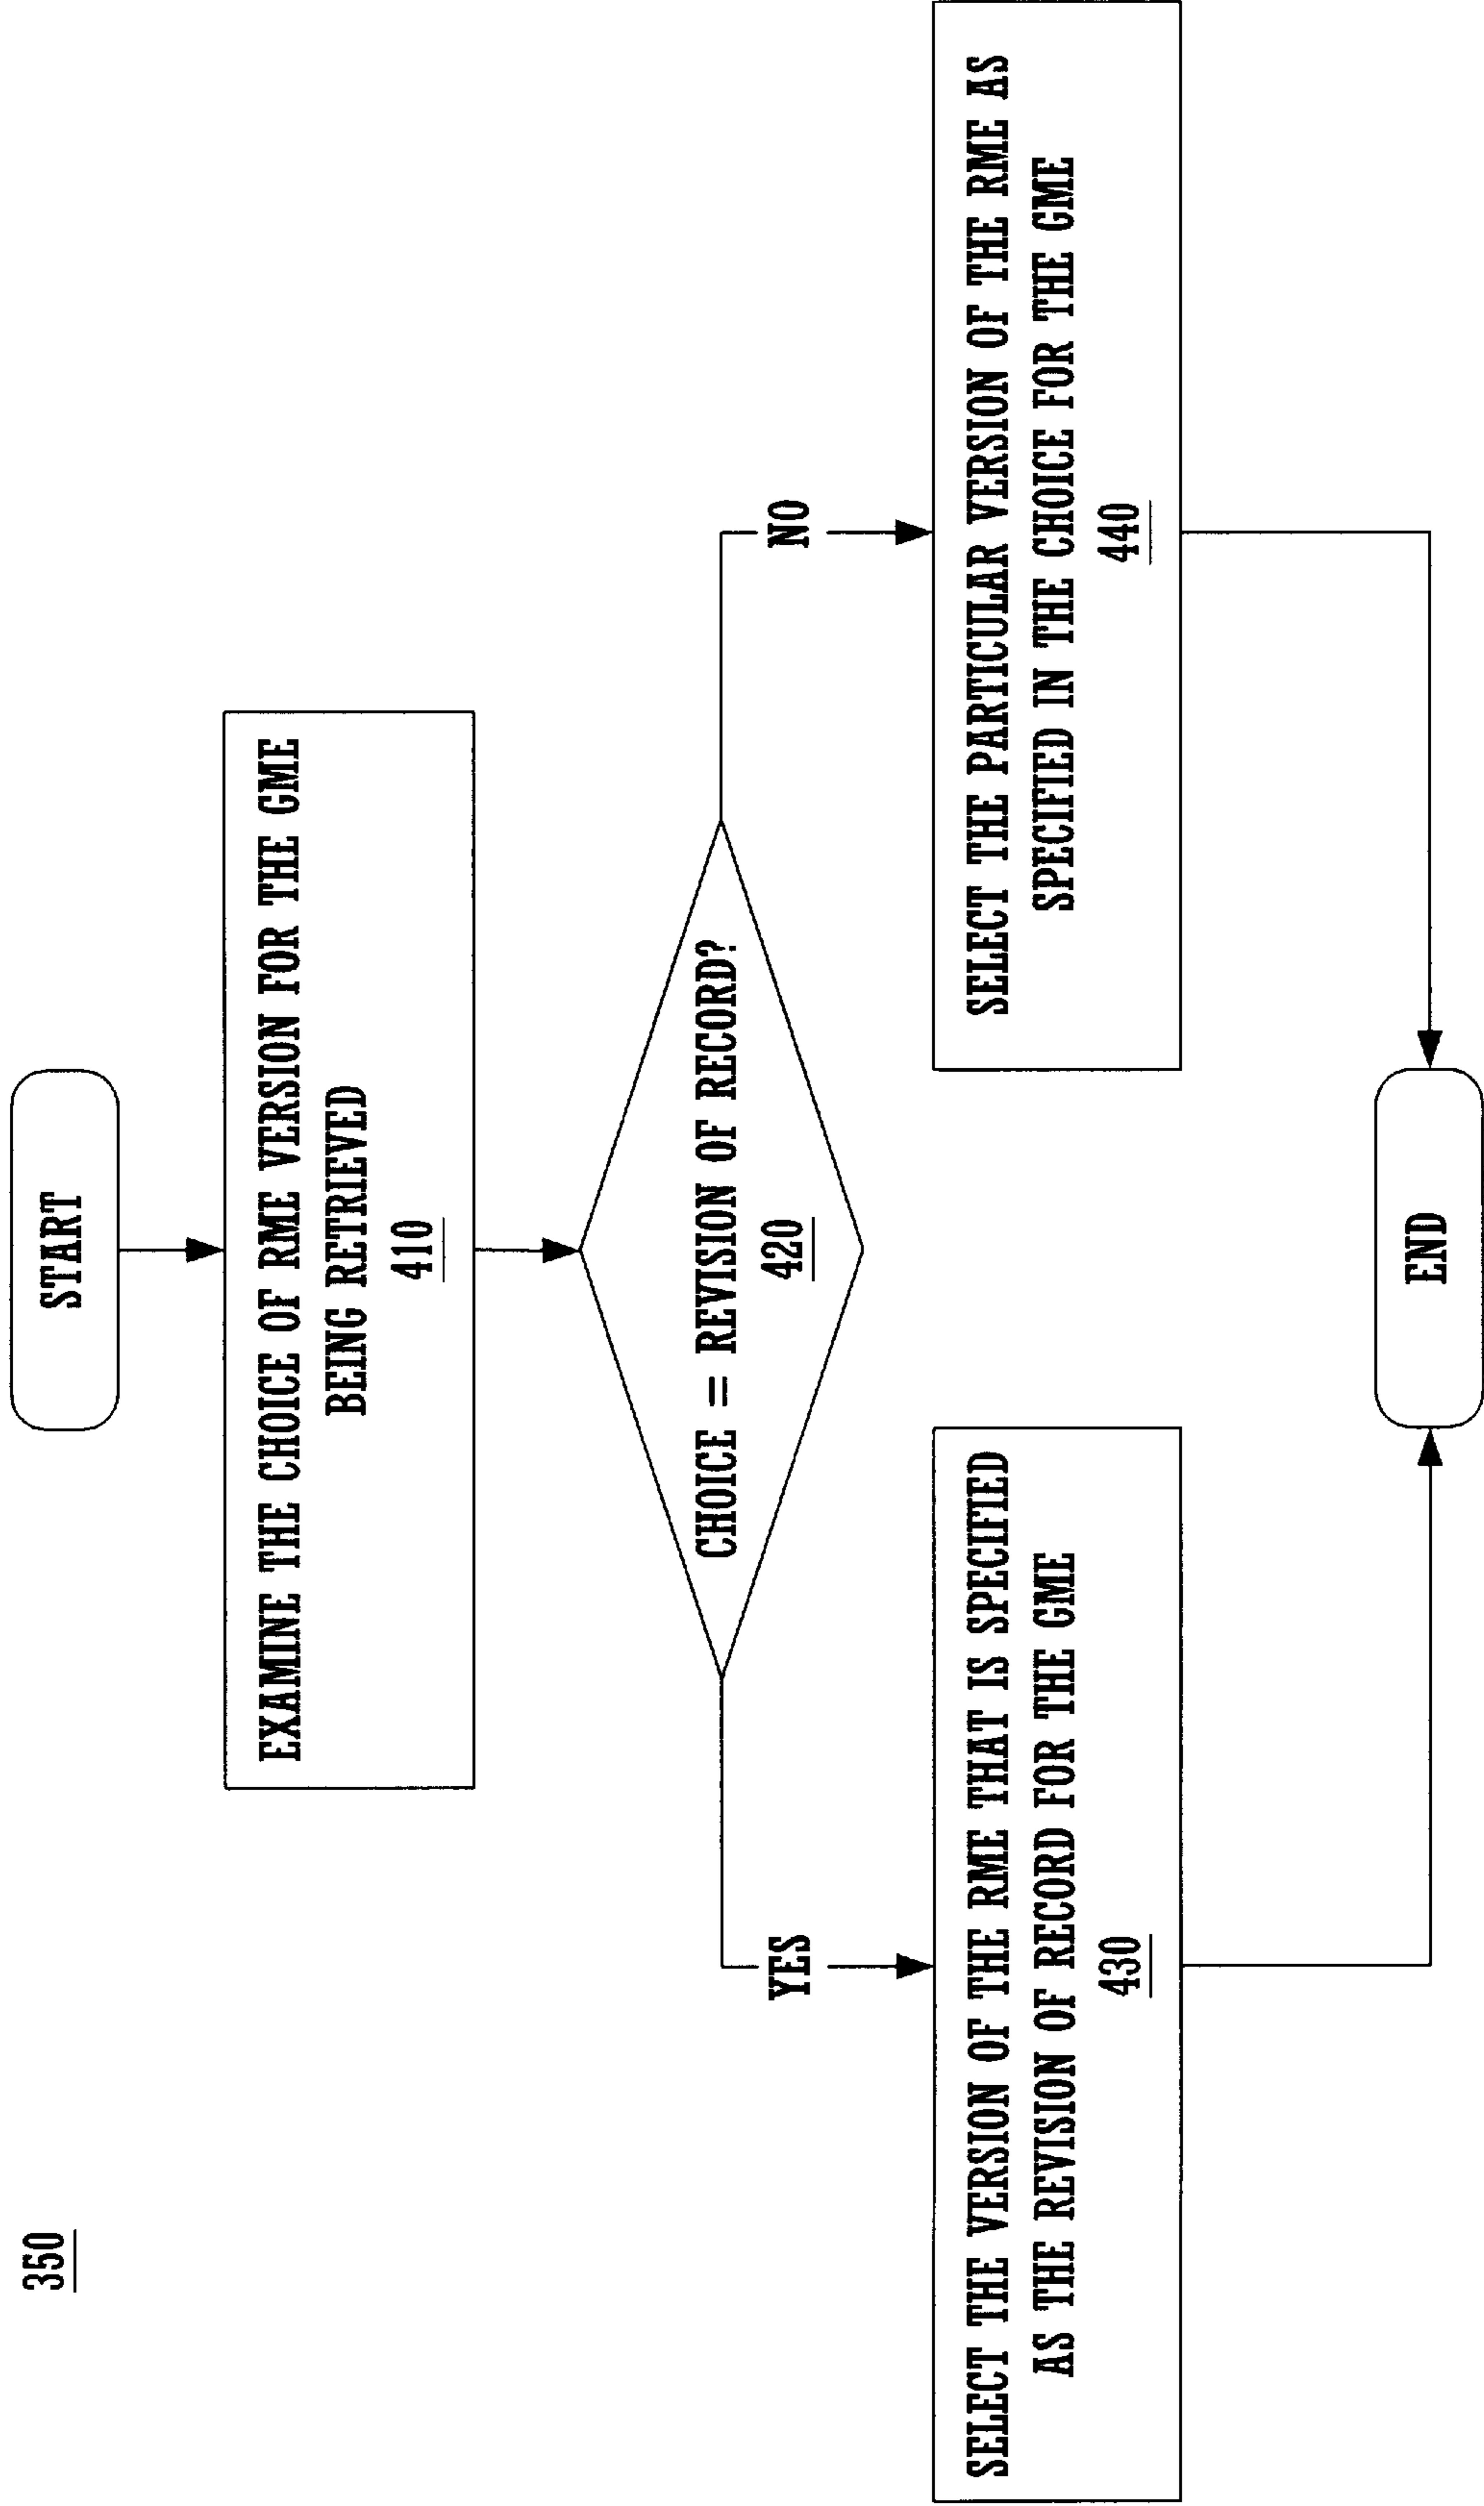 350
START
EXAMINE THE CHOICE OF RME VERSION FOR THE GME
BEING RETRIEVED
410
CHOICE = REVISION OF RECORD?
420
YES
NO
SELECT THE VERSION OF THE RME THAT IS SPECIFIED
AS THE REVISION OF RECORD FOR THE GME
430
SELECT THE PARTICULAR VERSION OF THE RME AS
SPECIFIED IN THE CHOICE FOR THE GME
440
END